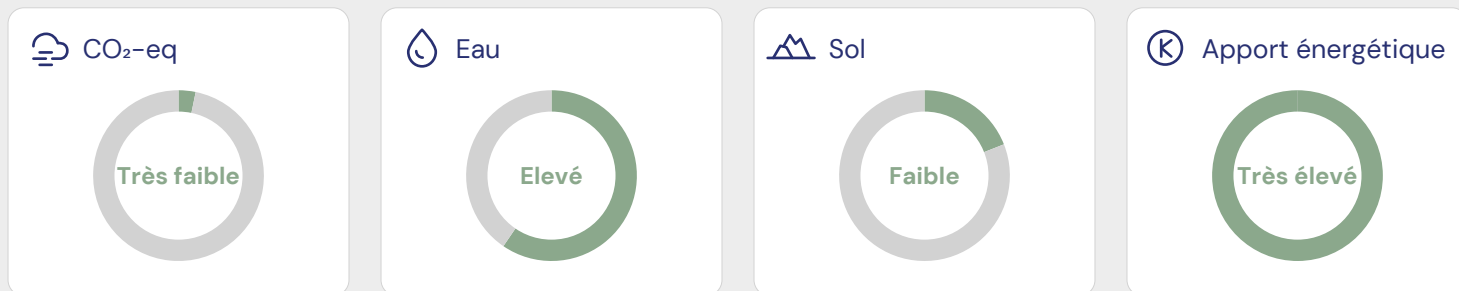 CO₂-eq
Très faible
Eau
Elevé
Sol
Faible
Apport énergétique
Très élevé